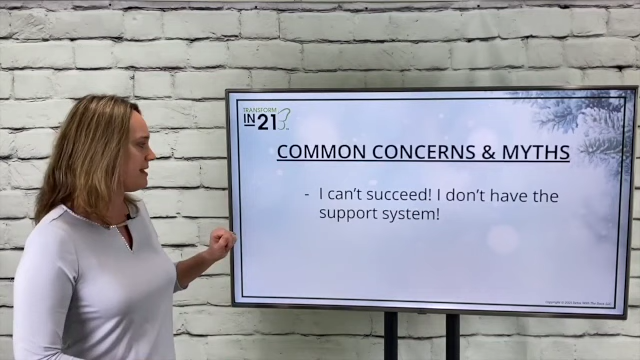 TRANSFORM
IN 21
COMMON CONCERNS & MYTHS
- I can't succeed! I don't have the
support system!